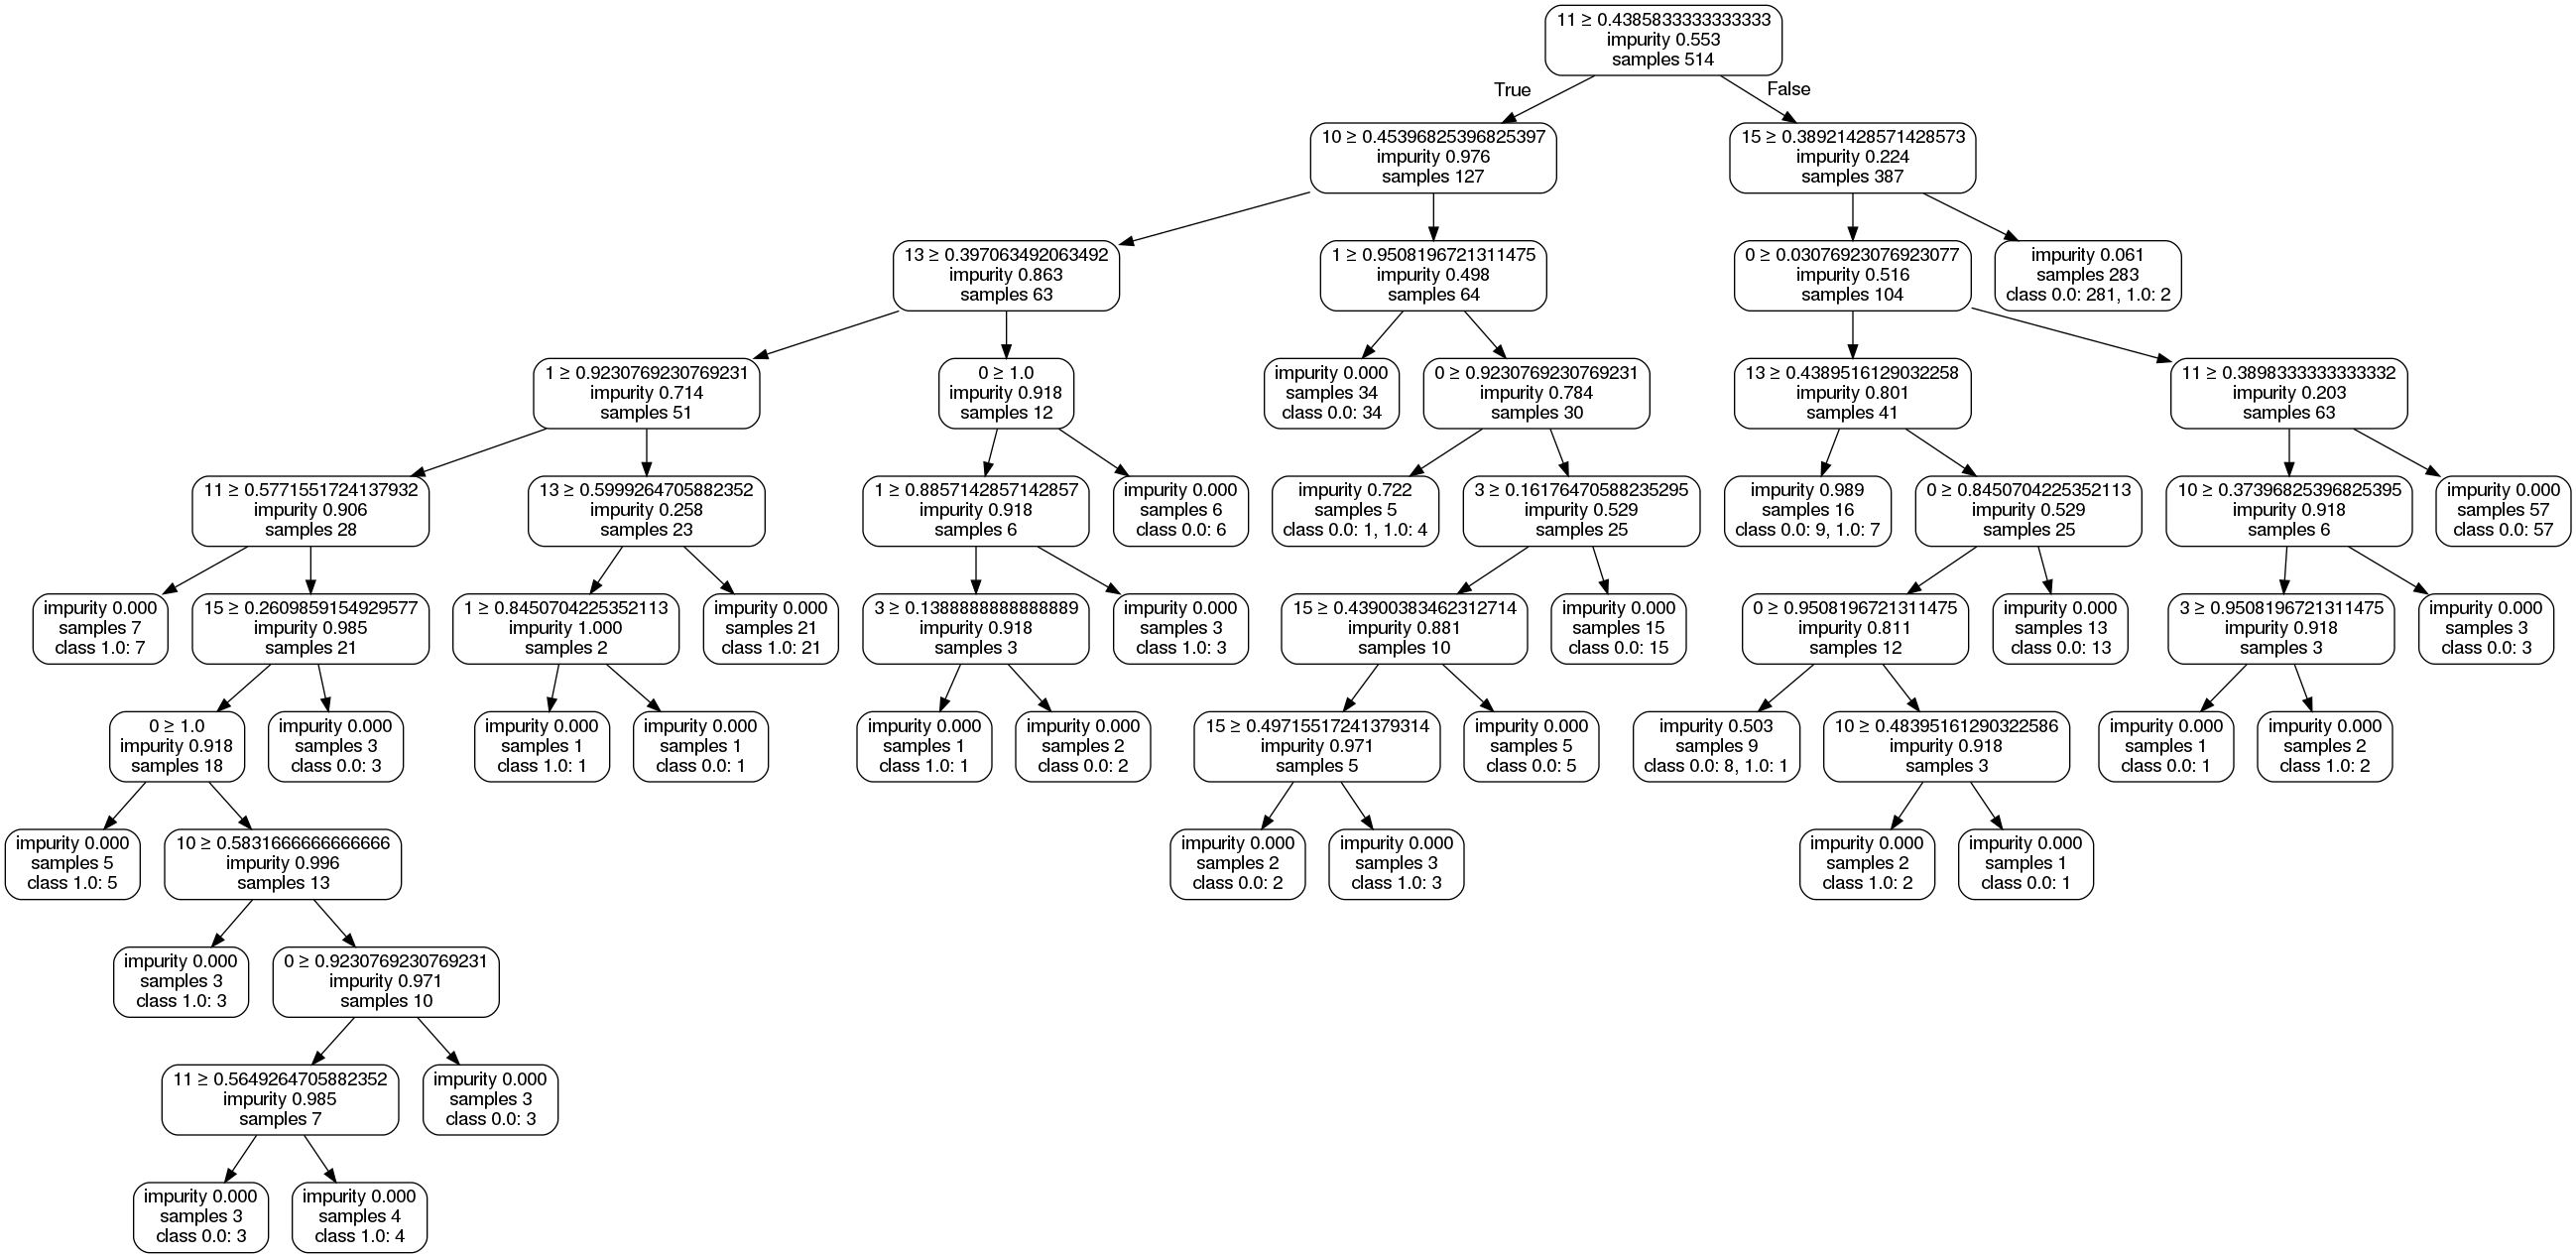 11 ≥ 0.4385833333333333
impurity 0.553
samples 514
True
False
10 ≥ 0.45396825396825397
impurity 0.976
samples 127
15 ≥ 0.38921428571428573
impurity 0.224
samples 387
13 ≥ 0.397063492063492
impurity 0.863
samples 63
1 ≥ 0.9508196721311475
impurity 0.498
samples 64
0 ≥ 0.03076923076923077
impurity 0.516
samples 104
impurity 0.061
samples 283
class 0.0: 281, 1.0: 2
1 ≥ 0.9230769230769231
impurity 0.714
samples 51
0 ≥ 1.0
impurity 0.918
samples 12
impurity 0.000
samples 34
class 0.0: 34
0 ≥ 0.9230769230769231
impurity 0.784
samples 30
13 ≥ 0.4389516129032258
impurity 0.801
samples 41
11 ≥ 0.3898333333333332
impurity 0.203
samples 63
11 ≥ 0.5771551724137932
impurity 0.906
samples 28
13 ≥ 0.5999264705882352
impurity 0.258
samples 23
1 ≥ 0.8857142857142857
impurity 0.918
samples 6
impurity 0.000
samples 6
class 0.0: 6
impurity 0.722
samples 5
class 0.0: 1, 1.0: 4
3 ≥ 0.16176470588235295
impurity 0.529
samples 25
impurity 0.989
samples 16
class 0.0: 9, 1.0: 7
0 ≥ 0.8450704225352113
impurity 0.529
samples 25
10 ≥ 0.37396825396825395
impurity 0.918
samples 6
impurity 0.000
samples 57
class 0.0: 57
impurity 0.000
samples 7
class 1.0: 7
15 ≥ 0.2609859154929577
impurity 0.985
samples 21
1 ≥ 0.8450704225352113
impurity 1.000
samples 2
impurity 0.000
samples 21
class 1.0: 21
3 ≥ 0.1388888888888889
impurity 0.918
samples 3
impurity 0.000
samples 3
class 1.0: 3
15 ≥ 0.43900383462312714
impurity 0.881
samples 10
impurity 0.000
samples 15
class 0.0: 15
0 ≥ 0.9508196721311475
impurity 0.811
samples 12
impurity 0.000
samples 13
class 0.0: 13
3 ≥ 0.9508196721311475
impurity 0.918
samples 3
impurity 0.000
samples 3
class 0.0: 3
0 ≥ 1.0
impurity 0.918
samples 18
impurity 0.000
samples 3
class 0.0: 3
impurity 0.000
samples 1
class 1.0: 1
impurity 0.000
samples 1
class 0.0: 1
impurity 0.000
samples 1
class 1.0: 1
impurity 0.000
samples 2
class 0.0: 2
15 ≥ 0.49715517241379314
impurity 0.971
samples 5
impurity 0.000
samples 5
class 0.0: 5
impurity 0.503
samples 9
class 0.0: 8, 1.0: 1
10 ≥ 0.48395161290322586
impurity 0.918
samples 3
impurity 0.000
samples 1
class 0.0: 1
impurity 0.000
samples 2
class 1.0: 2
impurity 0.000
samples 5
class 1.0: 5
10 ≥ 0.5831666666666666
impurity 0.996
samples 13
impurity 0.000
samples 2
class 0.0: 2
impurity 0.000
samples 3
class 1.0: 3
impurity 0.000
samples 2
class 1.0: 2
impurity 0.000
samples 1
class 0.0: 1
impurity 0.000
samples 3
class 1.0: 3
0 ≥ 0.9230769230769231
impurity 0.971
samples 10
11 ≥ 0.5649264705882352
impurity 0.985
samples 7
impurity 0.000
samples 3
class 0.0: 3
impurity 0.000
samples 3
class 0.0: 3
impurity 0.000
samples 4
class 1.0: 4